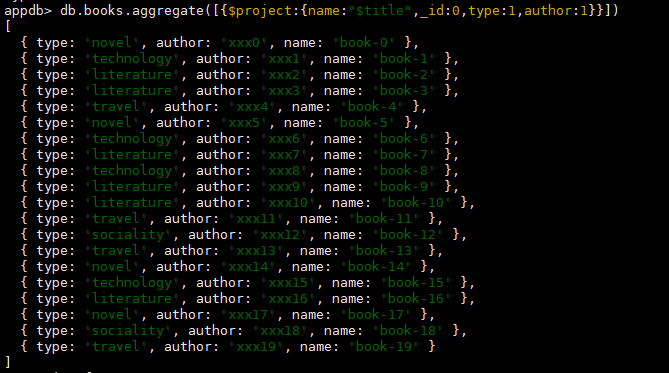 appdb> db.books.aggregate([{$project:{name:"$title",_id:0,type:1,author:1}}])
[
  { type: 'novel', author: 'xxx0', name: 'book-0' },
  { type: 'technology', author: 'xxx1', name: 'book-1' },
  { type: 'literature', author: 'xxx2', name: 'book-2' },
  { type: 'literature', author: 'xxx3', name: 'book-3' },
  { type: 'travel', author: 'xxx4', name: 'book-4' },
  { type: 'novel', author: 'xxx5', name: 'book-5' },
  { type: 'technology', author: 'xxx6', name: 'book-6' },
  { type: 'literature', author: 'xxx7', name: 'book-7' },
  { type: 'technology', author: 'xxx8', name: 'book-8' },
  { type: 'literature', author: 'xxx9', name: 'book-9' },
  { type: 'literature', author: 'xxx10', name: 'book-10' },
  { type: 'travel', author: 'xxx11', name: 'book-11' },
  { type: 'sociality', author: 'xxx12', name: 'book-12' },
  { type: 'travel', author: 'xxx13', name: 'book-13' },
  { type: 'novel', author: 'xxx14', name: 'book-14' },
  { type: 'technology', author: 'xxx15', name: 'book-15' },
  { type: 'literature', author: 'xxx16', name: 'book-16' },
  { type: 'novel', author: 'xxx17', name: 'book-17' },
  { type: 'sociality', author: 'xxx18', name: 'book-18' },
  { type: 'travel', author: 'xxx19', name: 'book-19' }
]